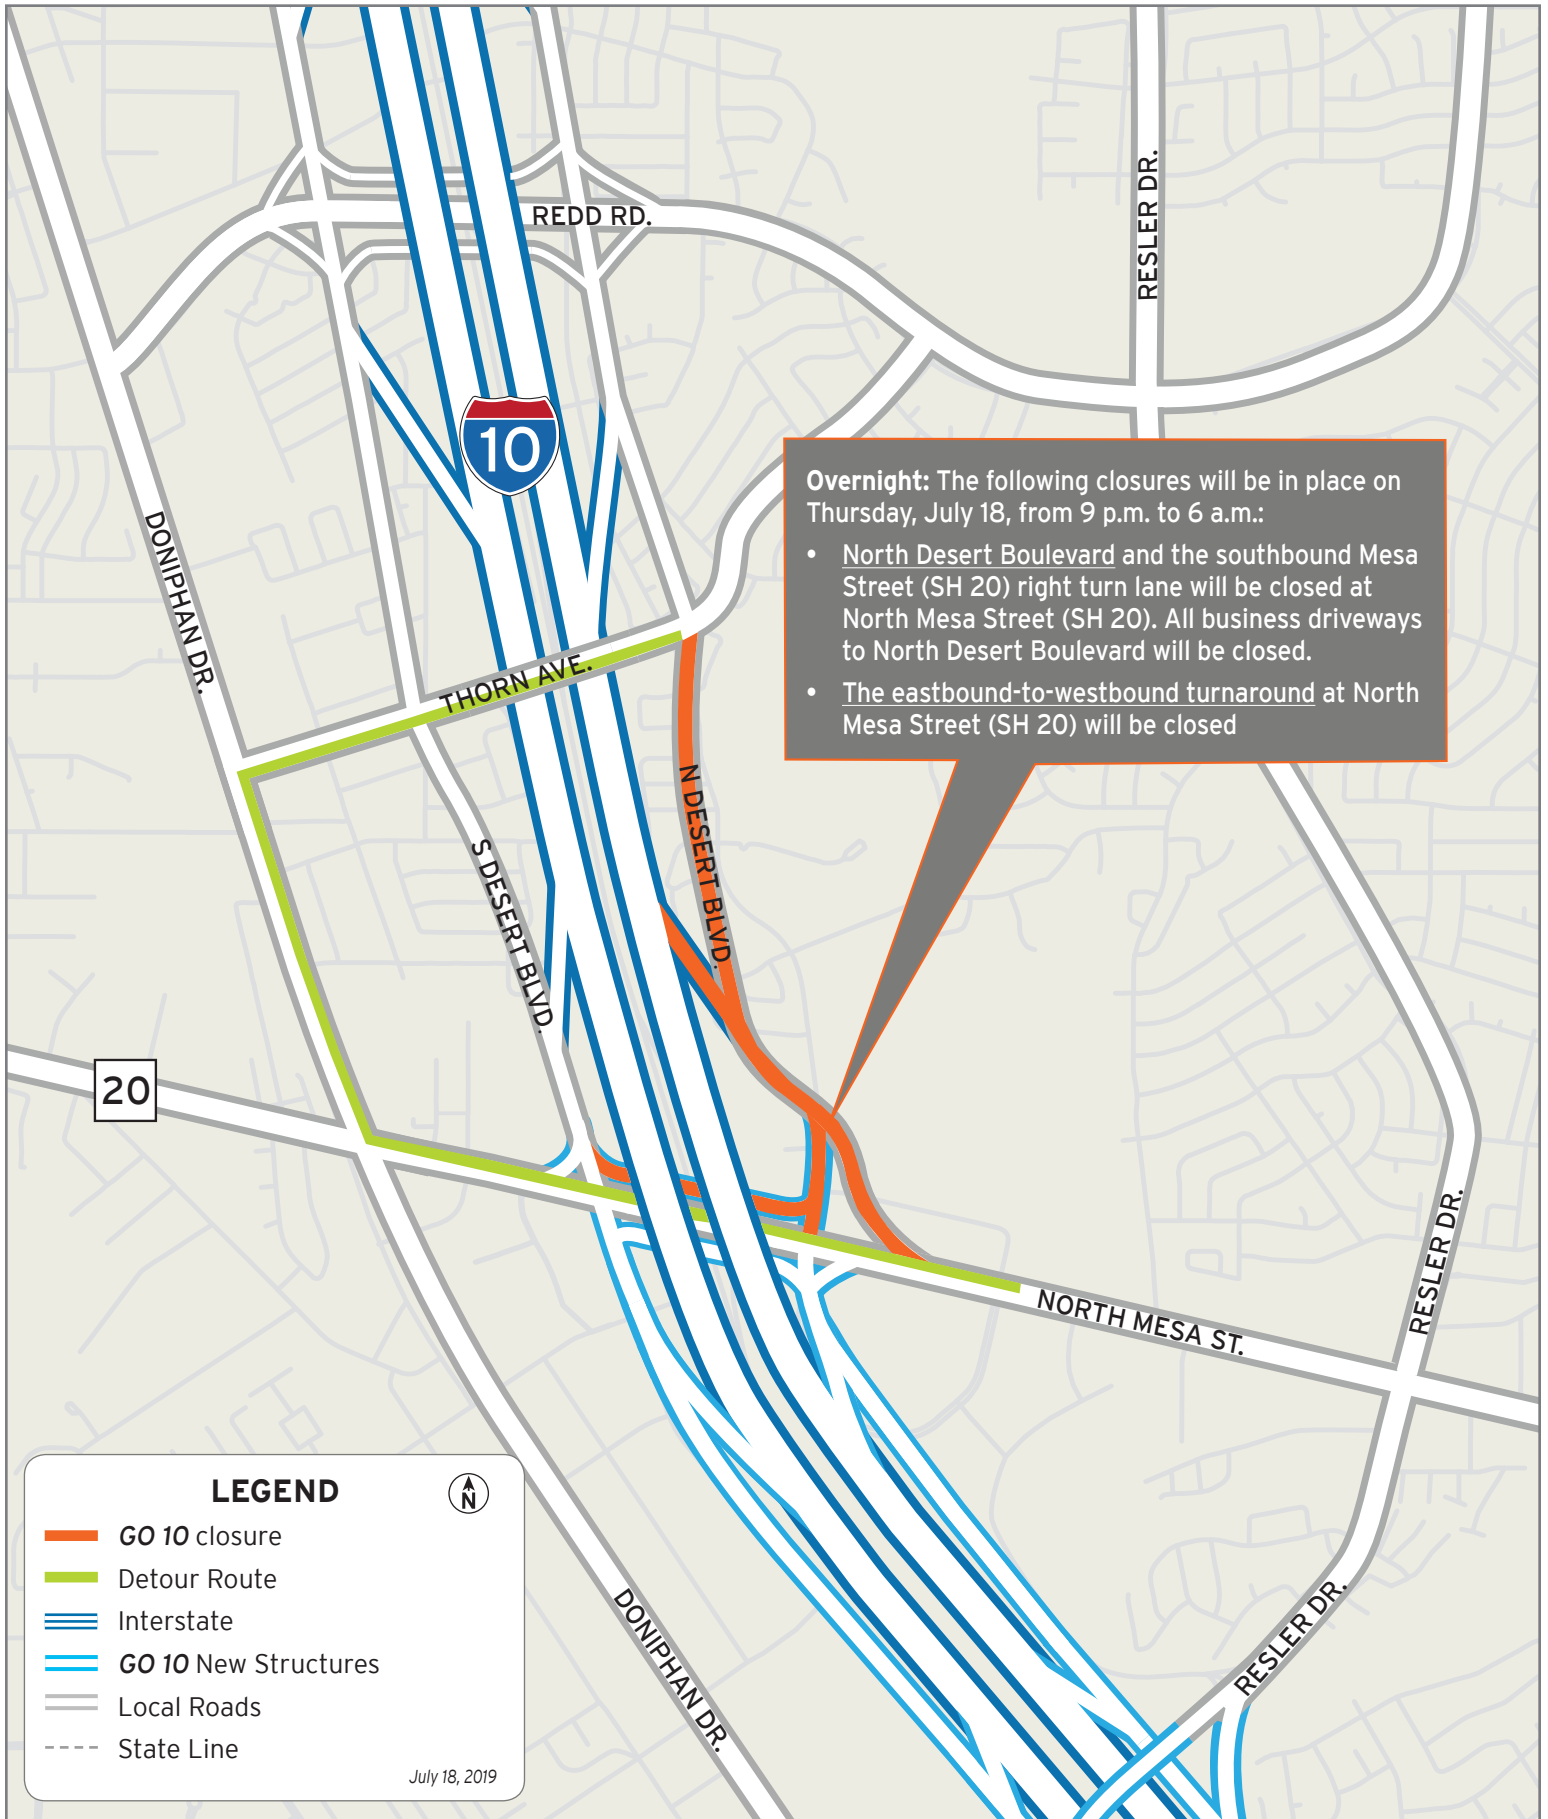 REDD RD.
RESLER DR.
10
Overnight: The following closures will be in place on
Thursday, July 18, from 9 p.m. to 6 a.m.:
• North Desert Boulevard and the southbound Mesa
Street (SH 20) right turn lane will be closed at
North Mesa Street (SH 20). All business driveways
to North Desert Boulevard will be closed.
• The eastbound-to-westbound turnaround at North
Mesa Street (SH 20) will be closed
DONIPHAN DR.
THORN AVE.
N DESERT BLVD.
S DESERT BLVD.
20
NORTH MESA ST.
RESLER DR.
RESLER DR.
DONIPHAN DR.
LEGEND
N
GO 10 closure
Detour Route
Interstate
GO 10 New Structures
Local Roads
State Line
July 18, 2019